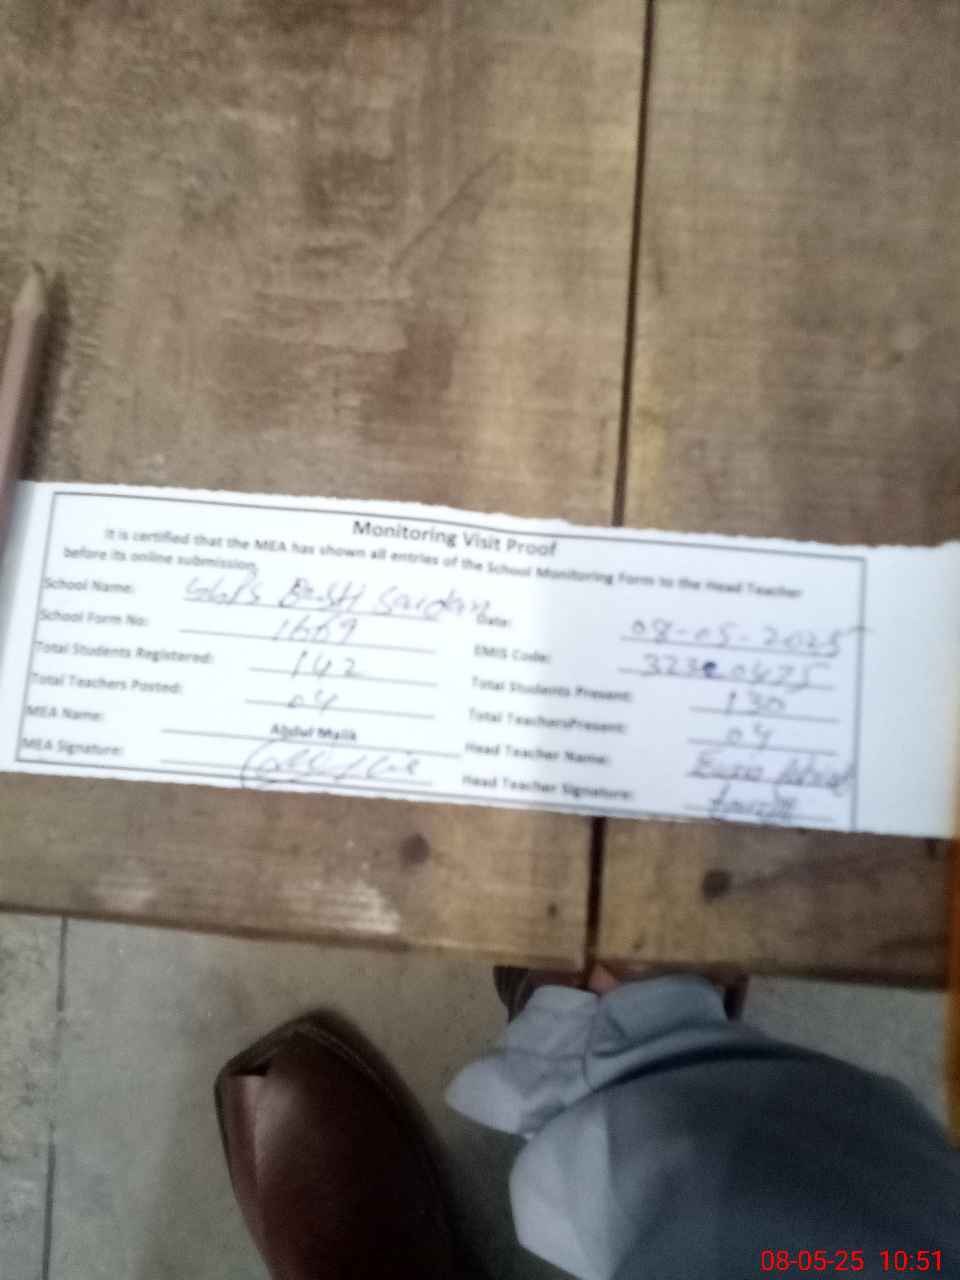 Monitoring Visit Proof
It is certified that the MEA has shown all entries of the School Monitoring Form to the Head Teacher
before its online submission.
School Name: Date: 08-05-2025
School Form No: 1669 EMIS Code:
Total Students Registered: 142 Total Students Present: 130
Total Teachers Posted: 04 Total TeachersPresent: 04
MEA Name: Abdul Malik Head Teacher Name:
MEA Signature: Head Teacher Signature:
08-05-25 10:51